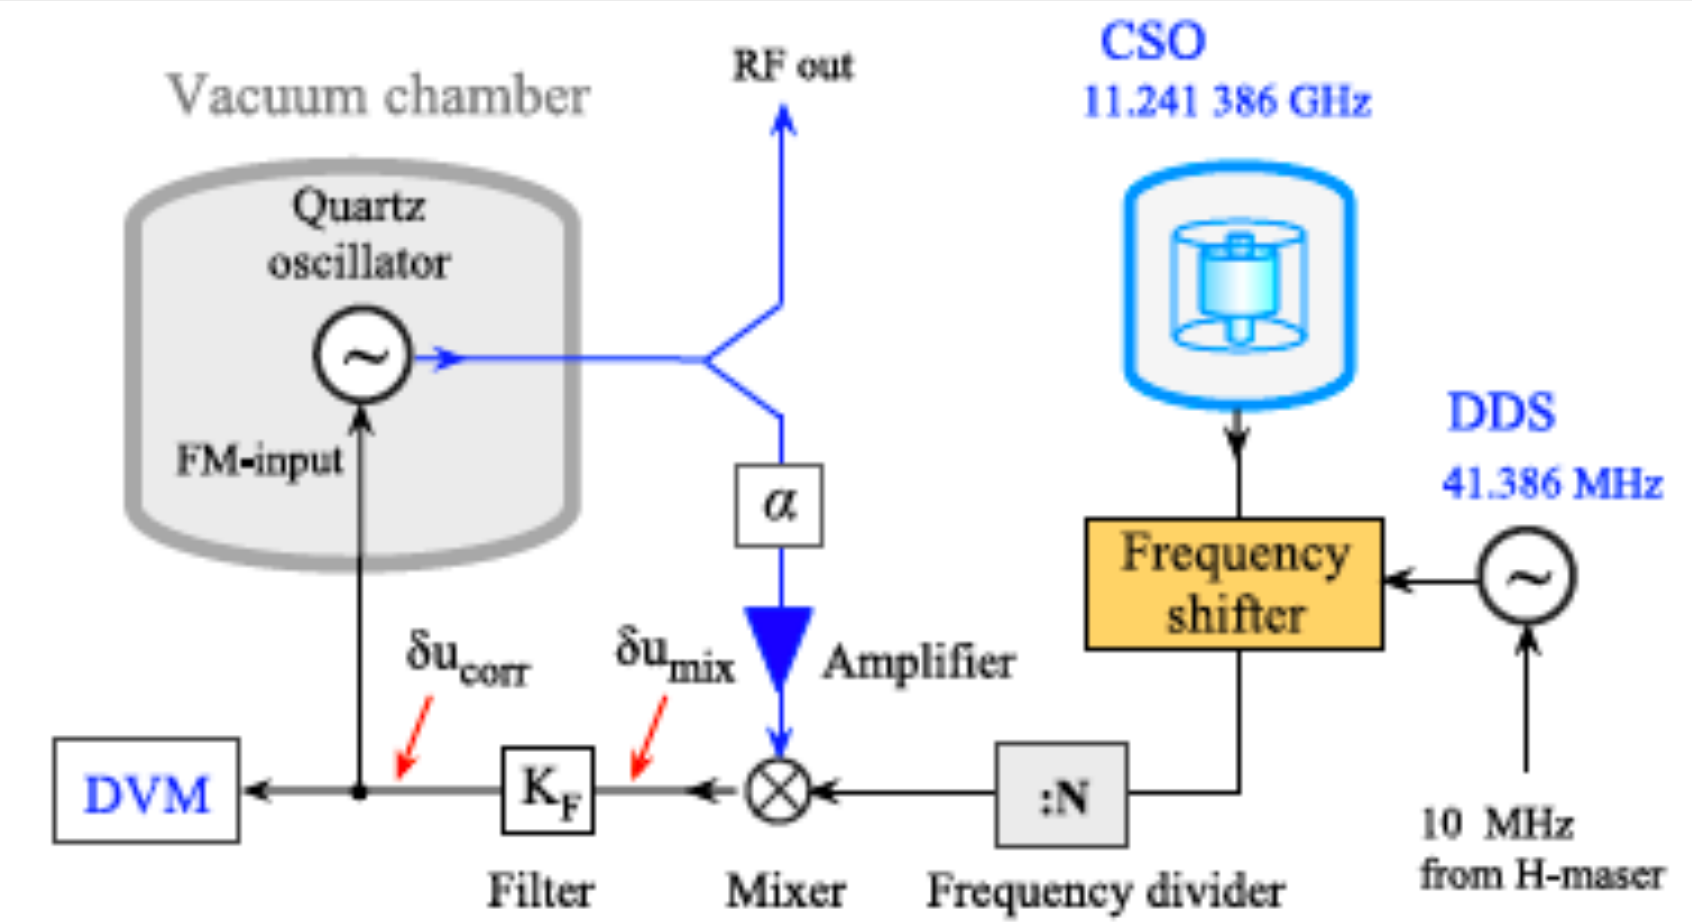 CSO
11.241 386 GHz
RF out
Vacuum chamber
Quartz
oscillator
~
FM-input
α
DDS
41.386 MHz
Frequency
shifter
~
δu_corr
δu_mix
Amplifier
DVM
K_F
:N
10 MHz
from H-maser
Filter
Mixer
Frequency divider